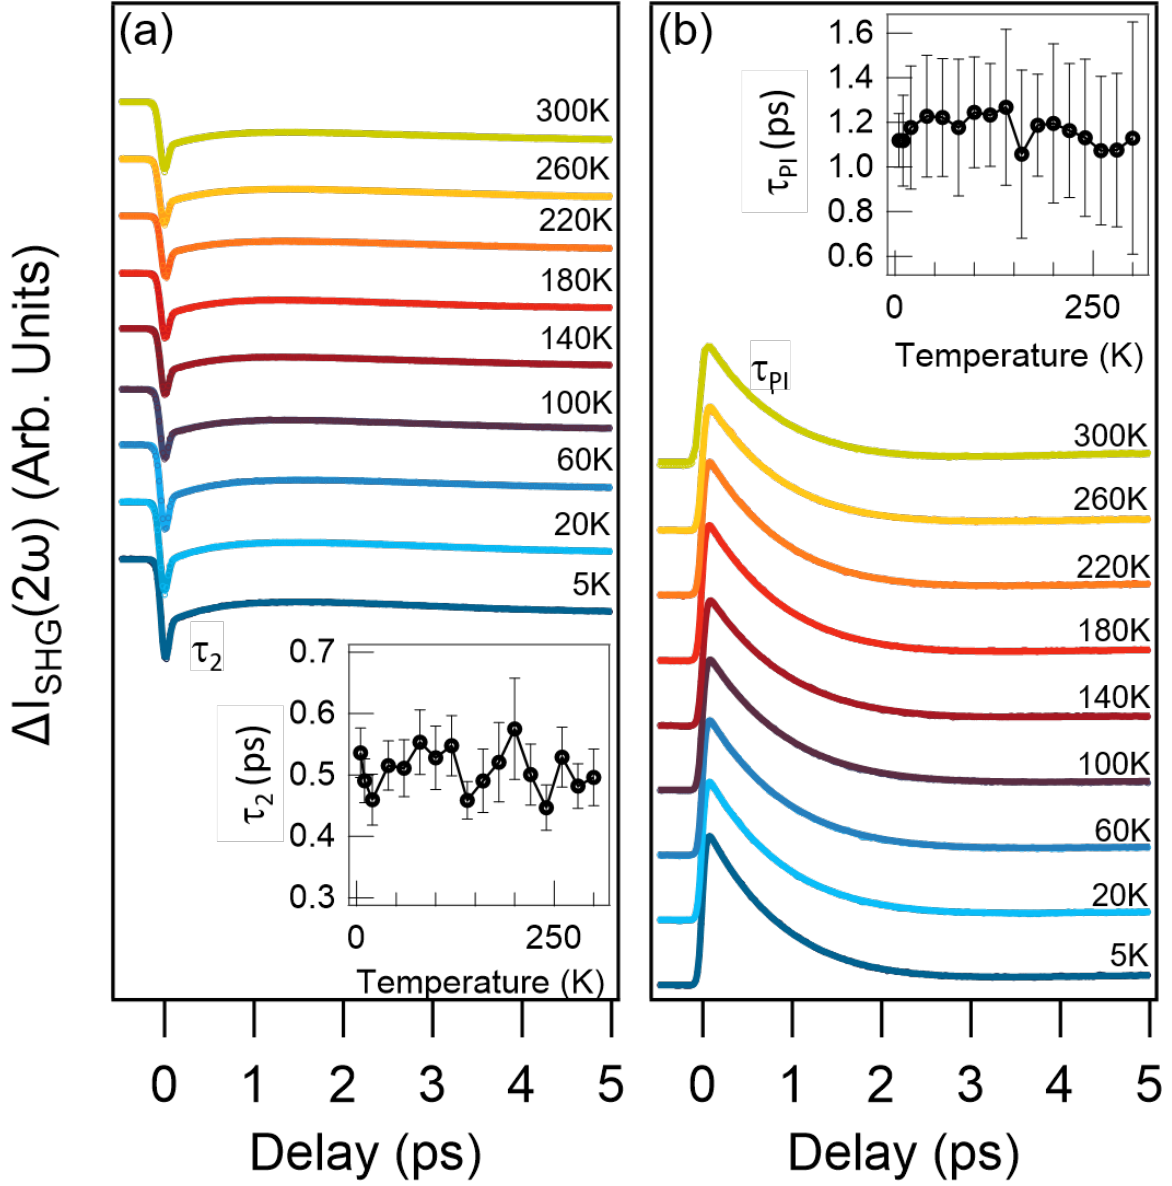 ΔI_SHG(2ω) (Arb. Units)
(a)
300K
260K
220K
180K
140K
100K
60K
20K
5K
τ₂
τ₂ (ps)
0.7
0.6
0.5
0.4
0.3
0
250
Temperature (K)
0
1
2
3
4
5
Delay (ps)
(b)
τ_PI (ps)
1.6
1.4
1.2
1.0
0.8
0.6
0
250
Temperature (K)
τ_PI
300K
260K
220K
180K
140K
100K
60K
20K
5K
0
1
2
3
4
5
Delay (ps)